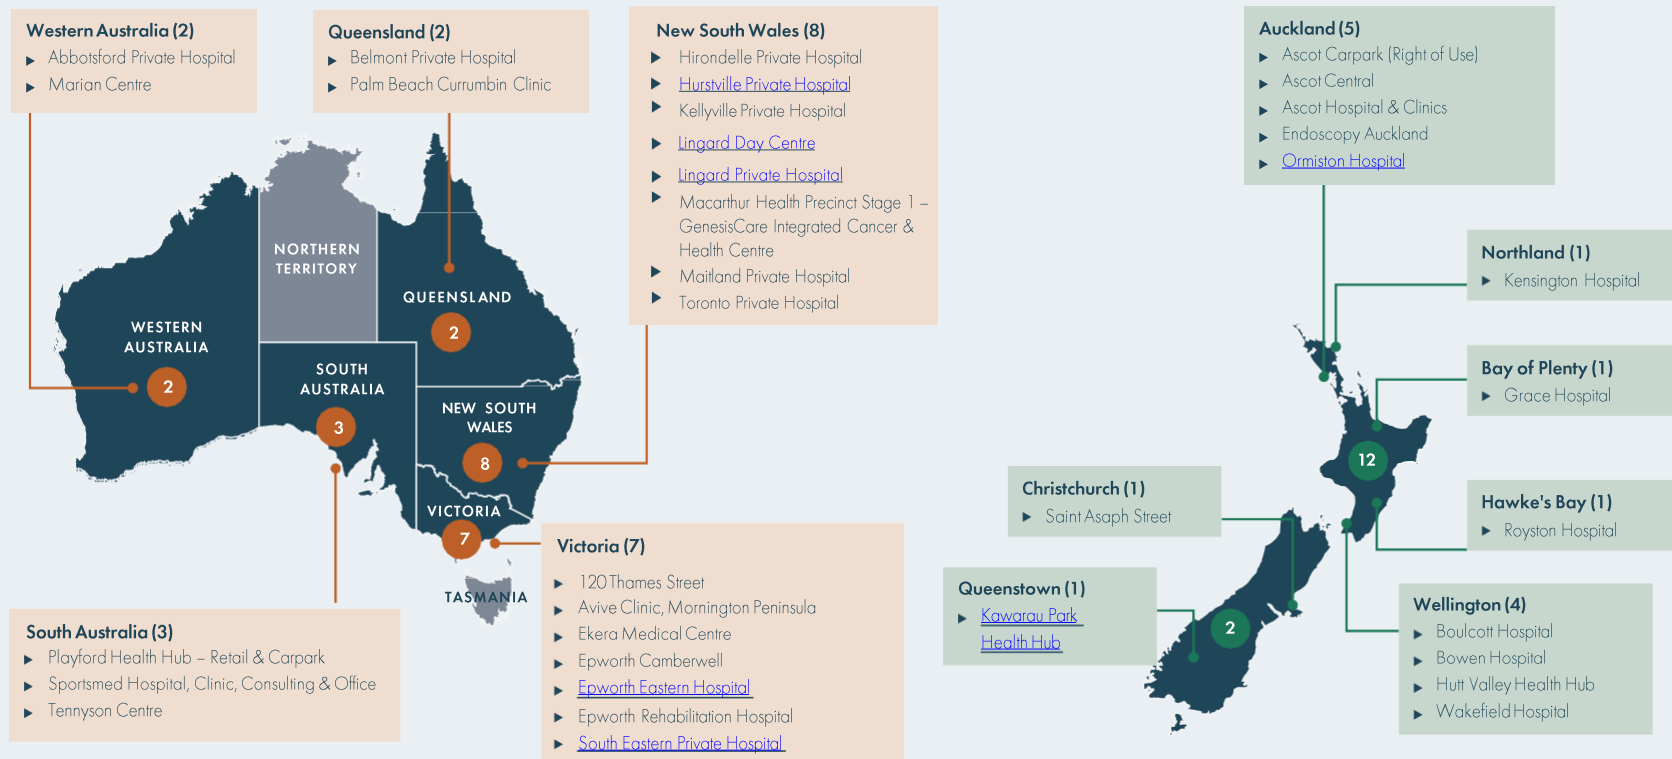 Western Australia (2)
Abbotsford Private Hospital
Marian Centre
Queensland (2)
Belmont Private Hospital
Palm Beach Currumbin Clinic
New South Wales (8)
Hirondelle Private Hospital
Hurstville Private Hospital
Kellyville Private Hospital
Lingard Day Centre
Lingard Private Hospital
Macarthur Health Precinct Stage 1 –
GenesisCare Integrated Cancer &
Health Centre
Maitland Private Hospital
Toronto Private Hospital
NORTHERN
TERRITORY
QUEENSLAND
2
WESTERN
AUSTRALIA
2
SOUTH
AUSTRALIA
3
NEW SOUTH
WALES
8
VICTORIA
7
TASMANIA
South Australia (3)
Playford Health Hub – Retail & Carpark
Sportsmed Hospital, Clinic, Consulting & Office
Tennyson Centre
Victoria (7)
120 Thames Street
Avive Clinic, Mornington Peninsula
Ekera Medical Centre
Epworth Camberwell
Epworth Eastern Hospital
Epworth Rehabilitation Hospital
South Eastern Private Hospital
Auckland (5)
Ascot Carpark (Right of Use)
Ascot Central
Ascot Hospital & Clinics
Endoscopy Auckland
Ormiston Hospital
Northland (1)
Kensington Hospital
Bay of Plenty (1)
Grace Hospital
12
Hawke's Bay (1)
Royston Hospital
Christchurch (1)
Saint Asaph Street
Queenstown (1)
Kawarau Park
Health Hub
2
Wellington (4)
Boulcott Hospital
Bowen Hospital
Hutt Valley Health Hub
Wakefield Hospital